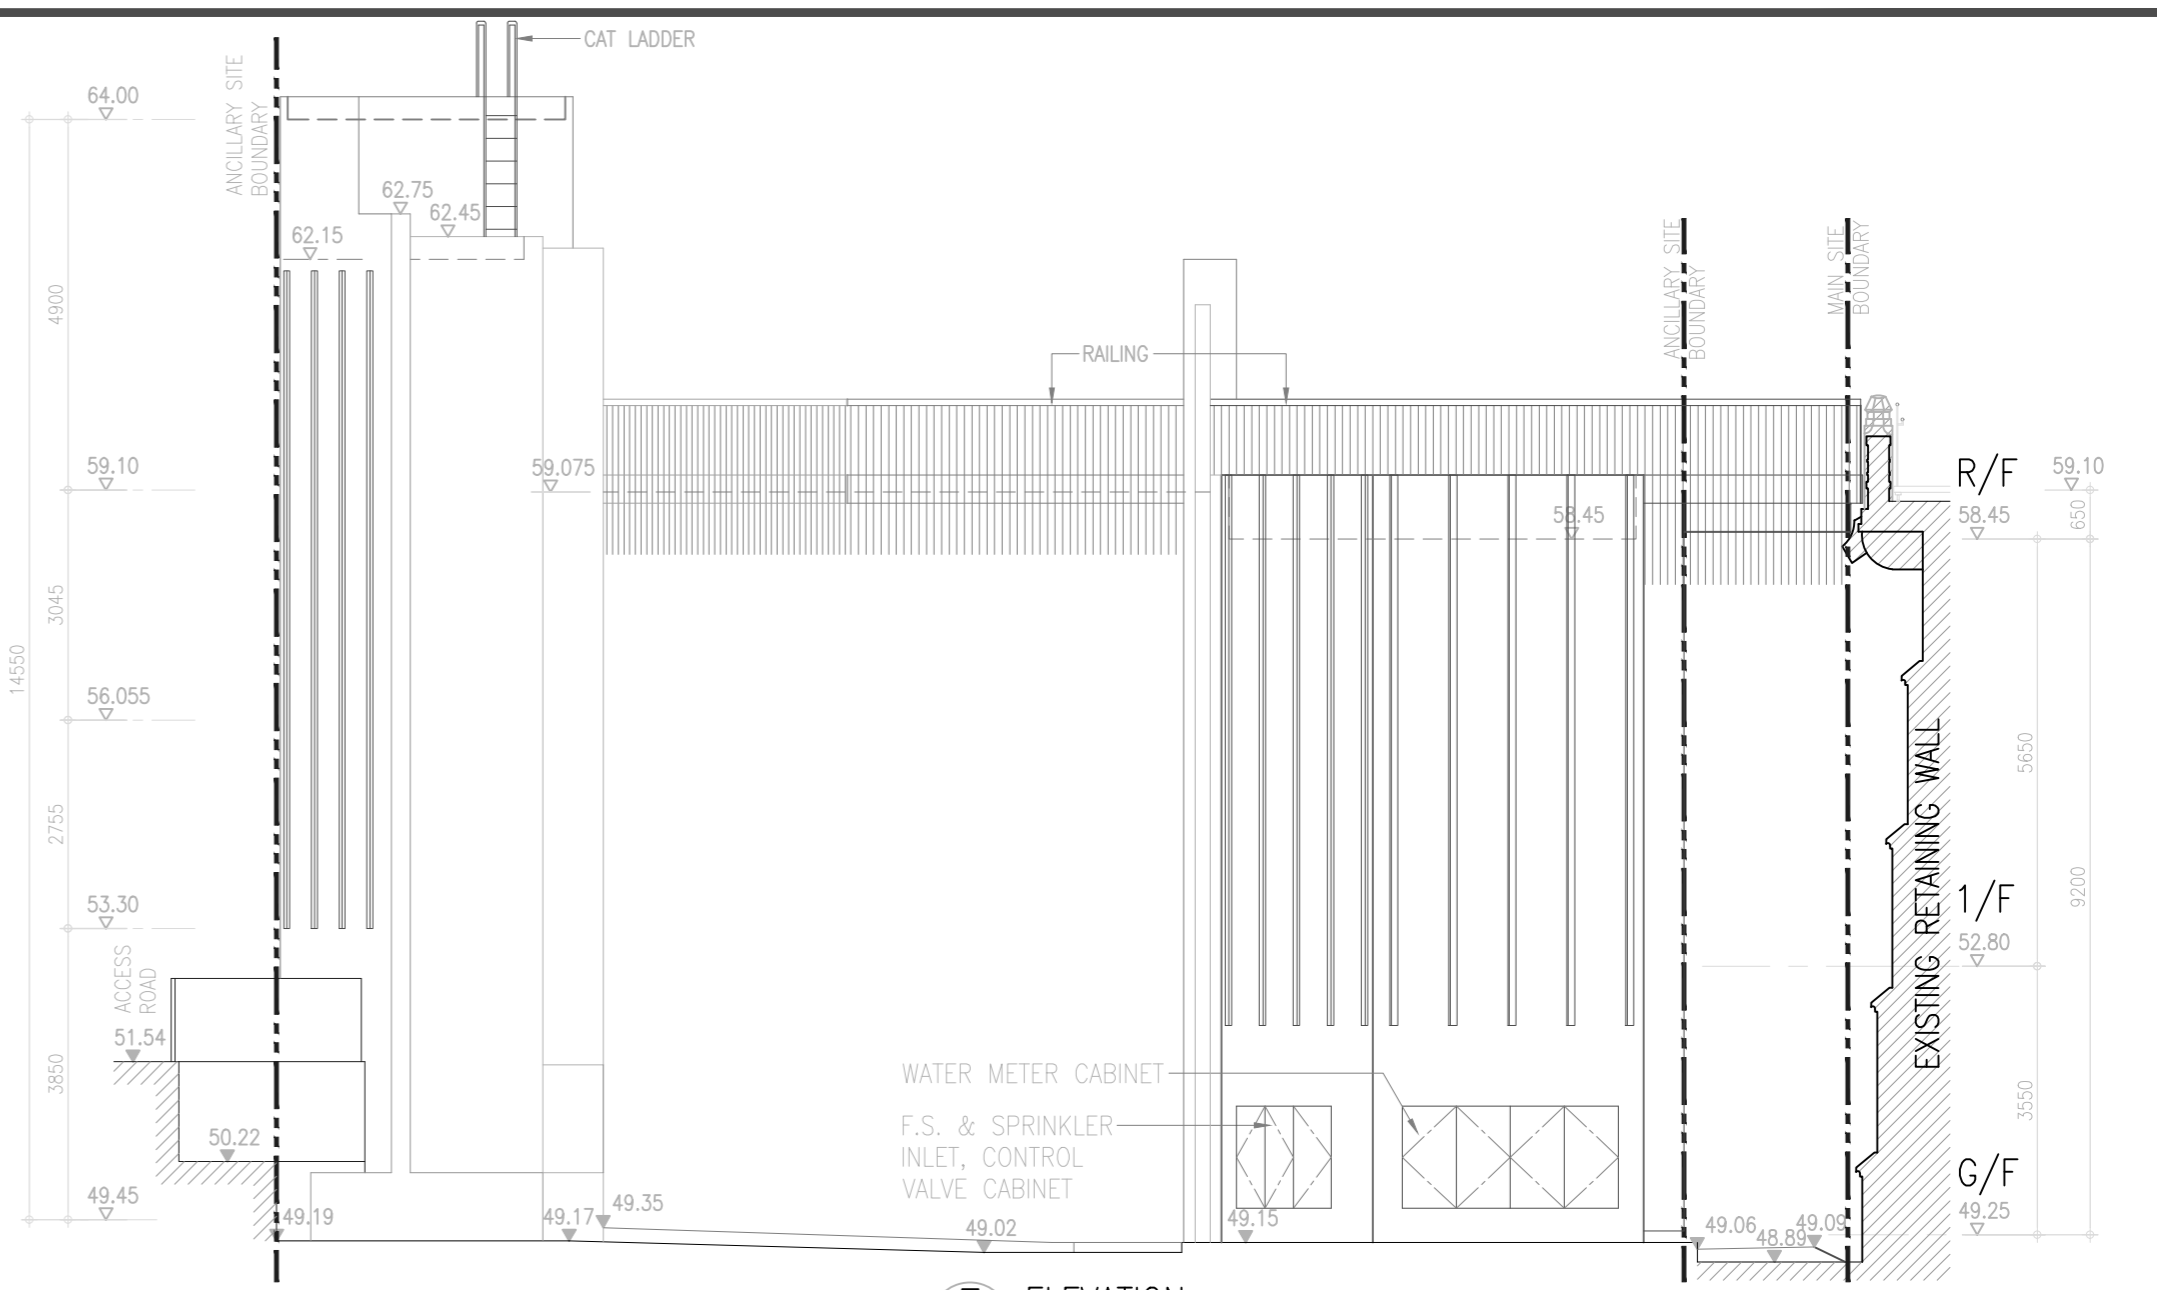 CAT LADDER
64.00
ANCILLARY SITE
BOUNDARY
62.75
62.45
62.15
ANCILLARY SITE
BOUNDARY
MAIN SITE
BOUNDARY
4900
RAILING
59.10
59.075
58.45
R/F
59.10
58.45
650
3045
14550
56.055
2755
5650
9200
EXISTING RETAINING WALL
53.30
1/F
52.80
ACCESS
ROAD
51.54
3850
WATER METER CABINET
F.S. & SPRINKLER
INLET, CONTROL
VALVE CABINET
3550
50.22
G/F
49.45
49.19
49.17
49.35
49.02
49.15
49.06
48.89
49.09
49.25
ELEVATION